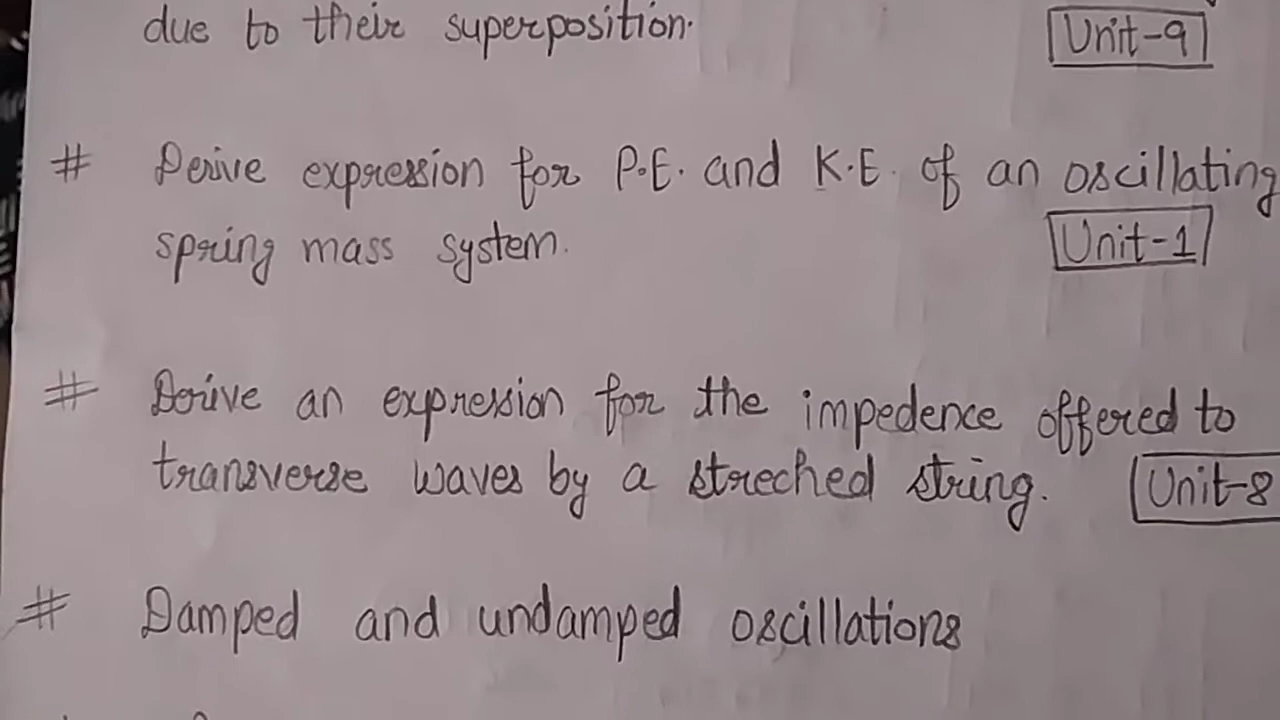 due to their superposition.
Unit-9
# Derive expression for P.E. and K.E. of an oscillating
spring mass system.
Unit-1
# Derive an expression for the impedence offered to
transverse waves by a streched string.
Unit-8
# Damped and undamped oscillations